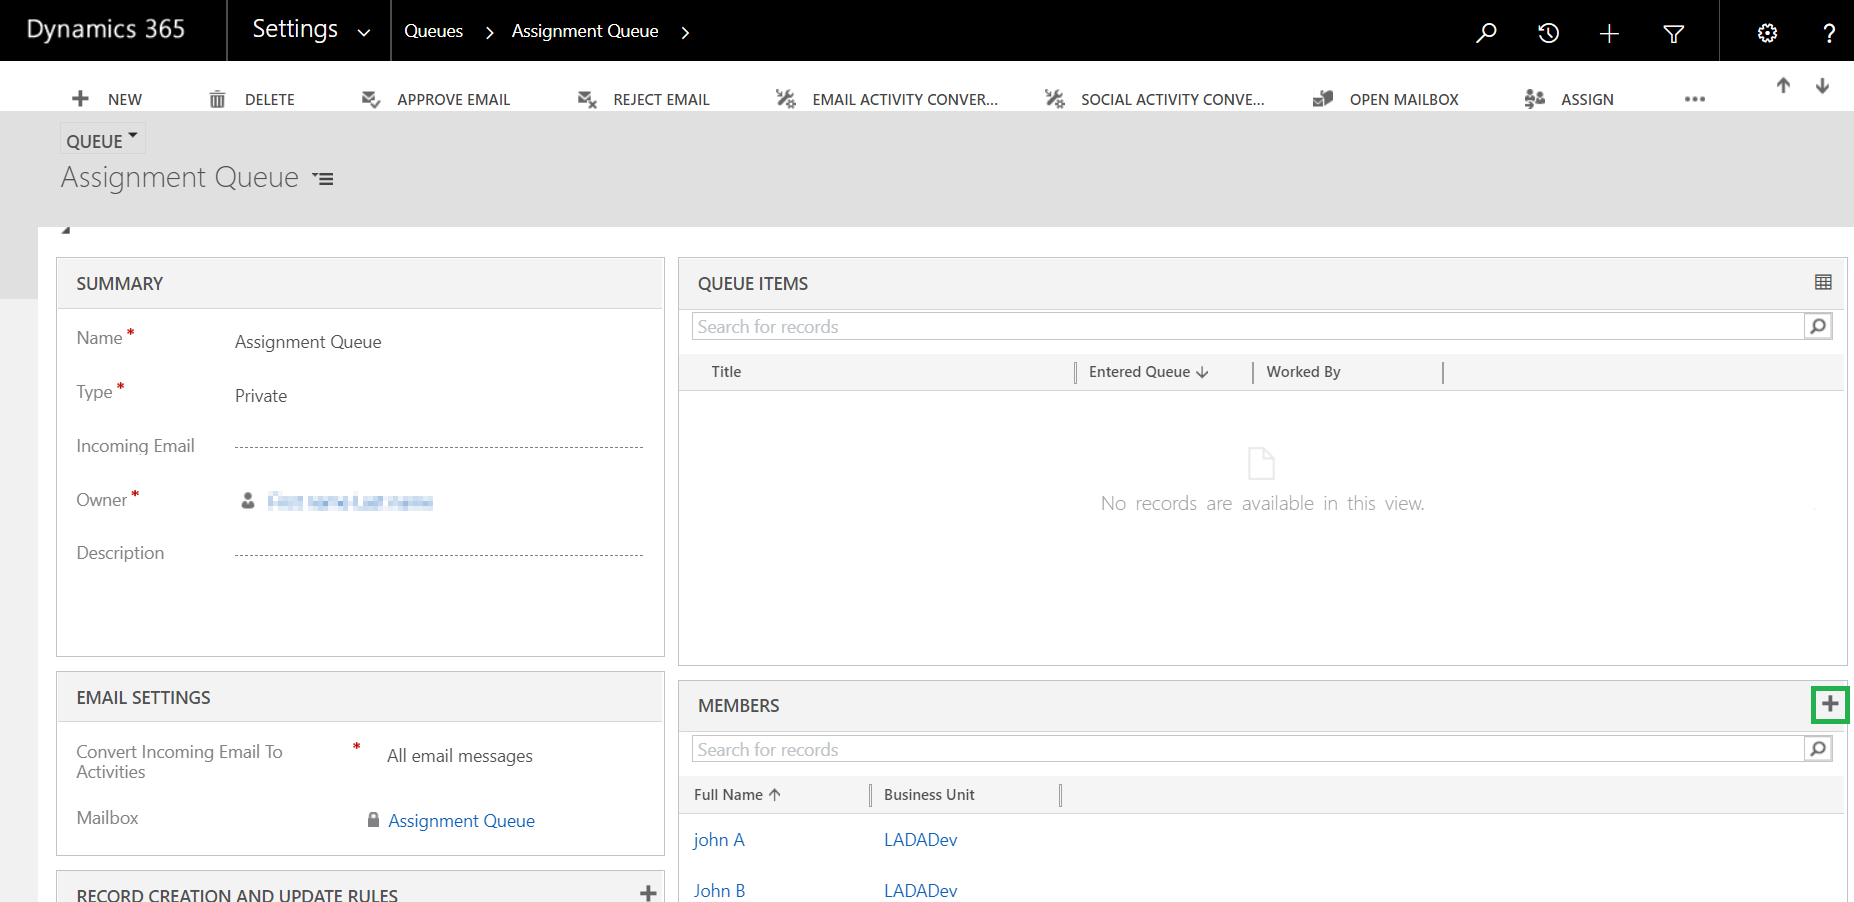 Dynamics 365 Settings Queues Assignment Queue
NEW DELETE APPROVE EMAIL REJECT EMAIL EMAIL ACTIVITY CONVER... SOCIAL ACTIVITY CONVE... OPEN MAILBOX ASSIGN
QUEUE
Assignment Queue
SUMMARY
Name * Assignment Queue
Type * Private
Incoming Email
Owner *
Description
EMAIL SETTINGS
Convert Incoming Email To
Activities * All email messages
Mailbox Assignment Queue
RECORD CREATION AND UPDATE RULES
QUEUE ITEMS
Search for records
Title Entered Queue Worked By
No records are available in this view.
MEMBERS
Search for records
Full Name Business Unit
john A LADADev
John B LADADev